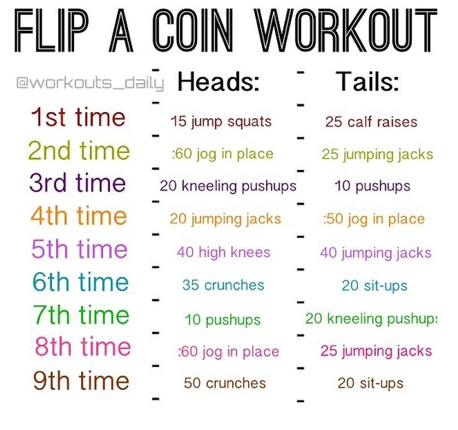 FLIP A COIN WORKOUT
@workouts_daily Heads: Tails:
1st time 15 jump squats 25 calf raises
2nd time :60 jog in place 25 jumping jacks
3rd time 20 kneeling pushups 10 pushups
4th time 20 jumping jacks :50 jog in place
5th time 40 high knees 40 jumping jacks
6th time 35 crunches 20 sit-ups
7th time 10 pushups 20 kneeling pushups
8th time :60 jog in place 25 jumping jacks
9th time 50 crunches 20 sit-ups